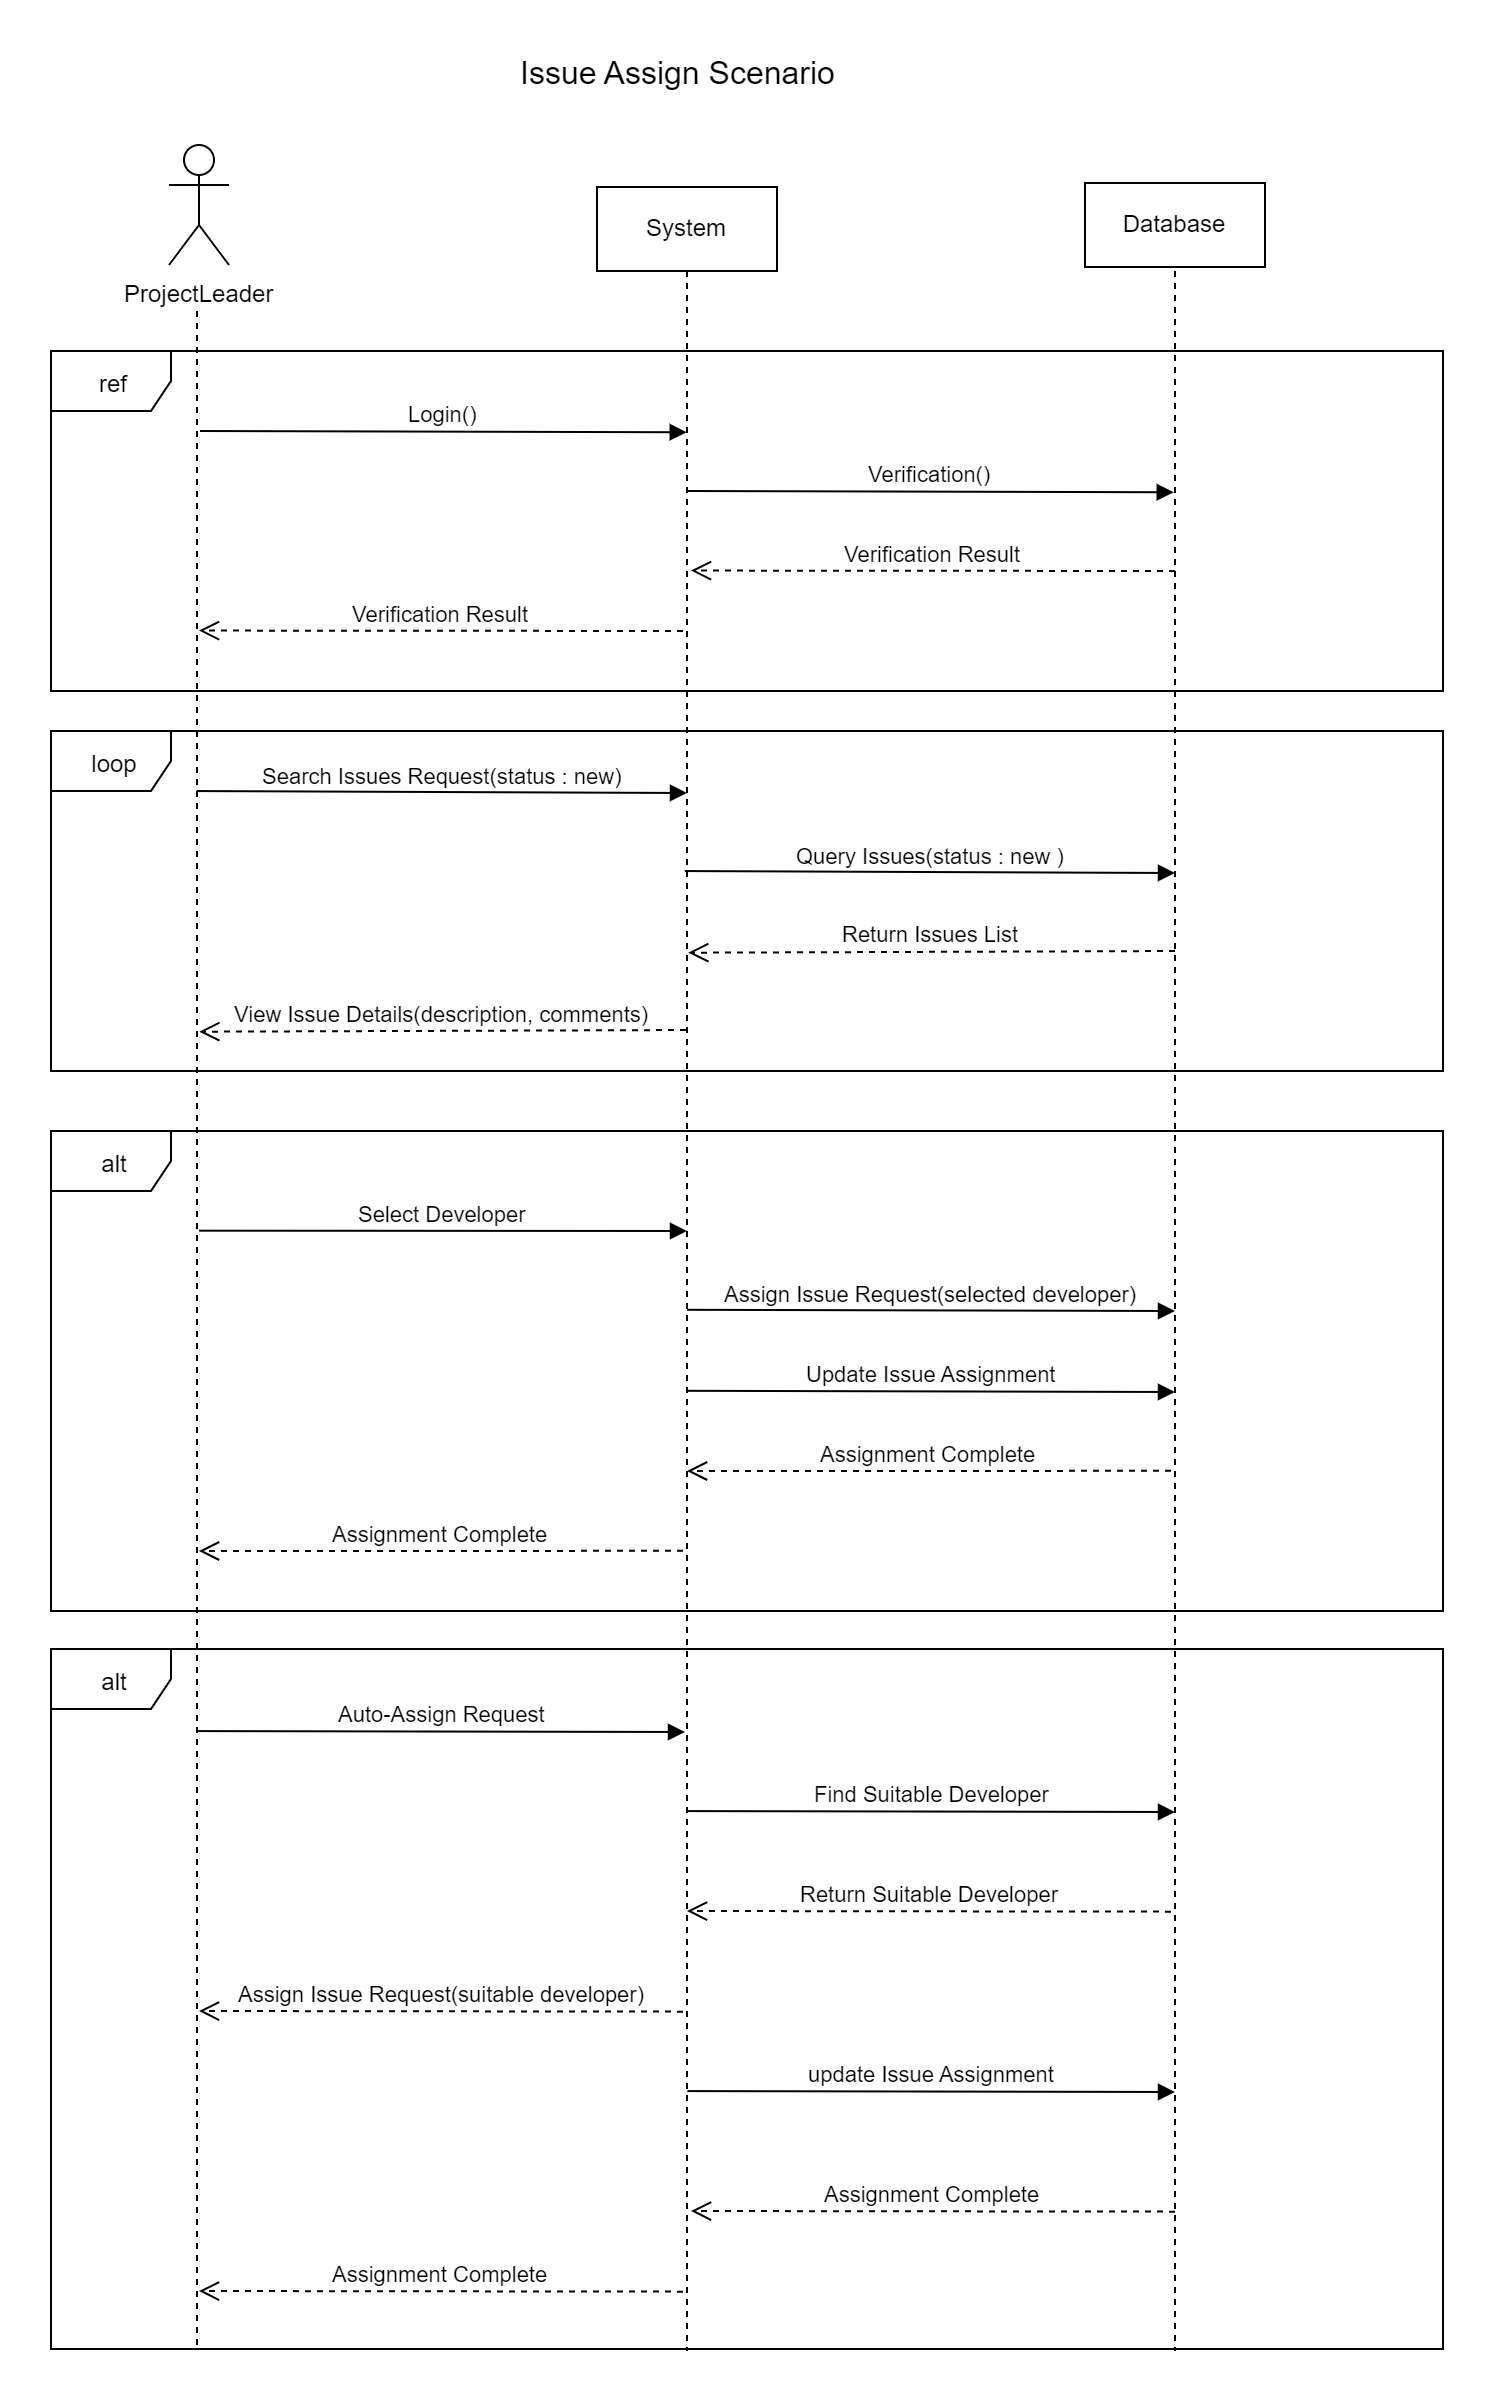 Issue Assign Scenario
ProjectLeader
System
Database
ref
Login()
Verification()
Verification Result
Verification Result
loop
Search Issues Request(status : new)
Query Issues(status : new )
Return Issues List
View Issue Details(description, comments)
alt
Select Developer
Assign Issue Request(selected developer)
Update Issue Assignment
Assignment Complete
Assignment Complete
alt
Auto-Assign Request
Find Suitable Developer
Return Suitable Developer
Assign Issue Request(suitable developer)
update Issue Assignment
Assignment Complete
Assignment Complete